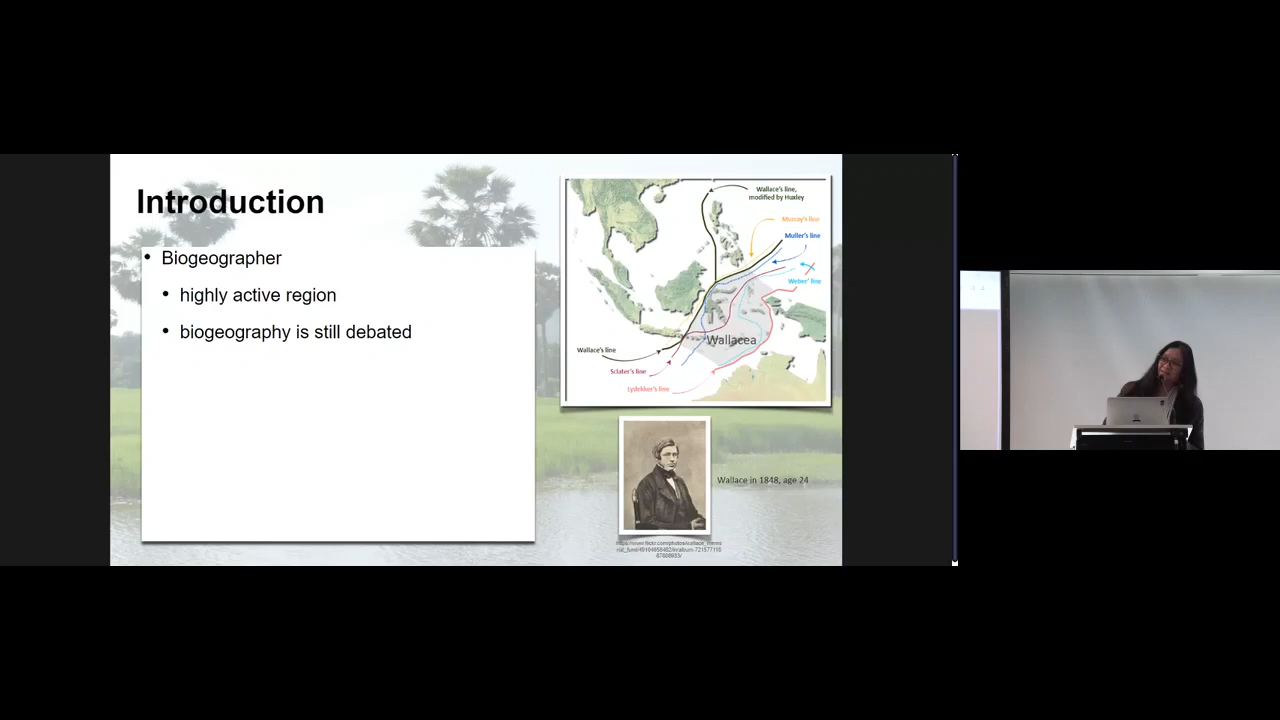 Introduction
• Biogeographer
• highly active region
• biogeography is still debated
Wallace's line,
modified by Huxley
Murray's line
Muller's line
Weber' line
Wallacea
Wallace's line
Sclater's line
Lydekker's line
Wallace in 1848, age 24